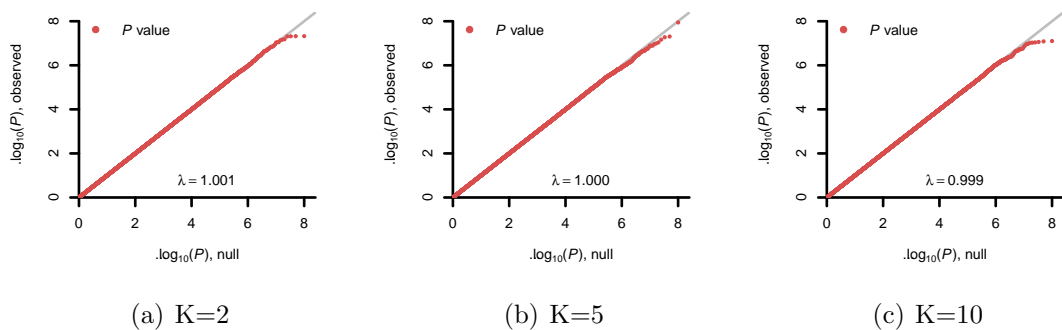 8
6
4
2
0
.log10(P), observed
P value
λ = 1.001
0 2 4 6 8
.log10(P), null
(a) K=2
8
6
4
2
0
.log10(P), observed
P value
λ = 1.000
0 2 4 6 8
.log10(P), null
(b) K=5
8
6
4
2
0
.log10(P), observed
P value
λ = 0.999
0 2 4 6 8
.log10(P), null
(c) K=10